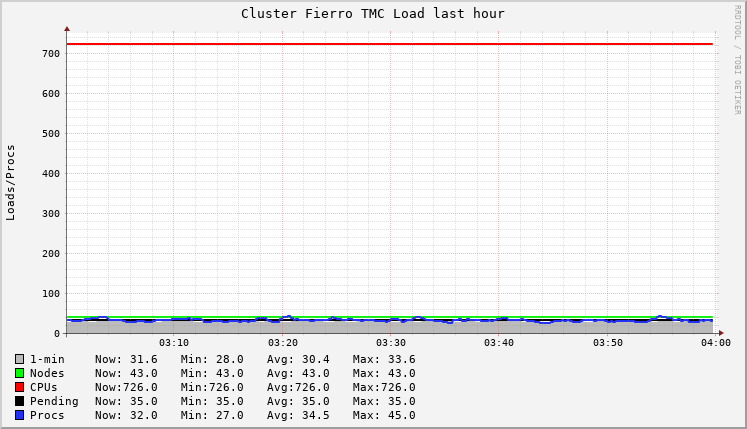 Cluster Fierro TMC Load last hour
RRDTOOL / TOBI OETIKER
Loads/Procs
700
600
500
400
300
200
100
0
03:10 03:20 03:30 03:40 03:50 04:00
1-min Now: 31.6 Min: 28.0 Avg: 30.4 Max: 33.6
Nodes Now: 43.0 Min: 43.0 Avg: 43.0 Max: 43.0
CPUs Now:726.0 Min:726.0 Avg:726.0 Max:726.0
Pending Now: 35.0 Min: 35.0 Avg: 35.0 Max: 35.0
Procs Now: 32.0 Min: 27.0 Avg: 34.5 Max: 45.0